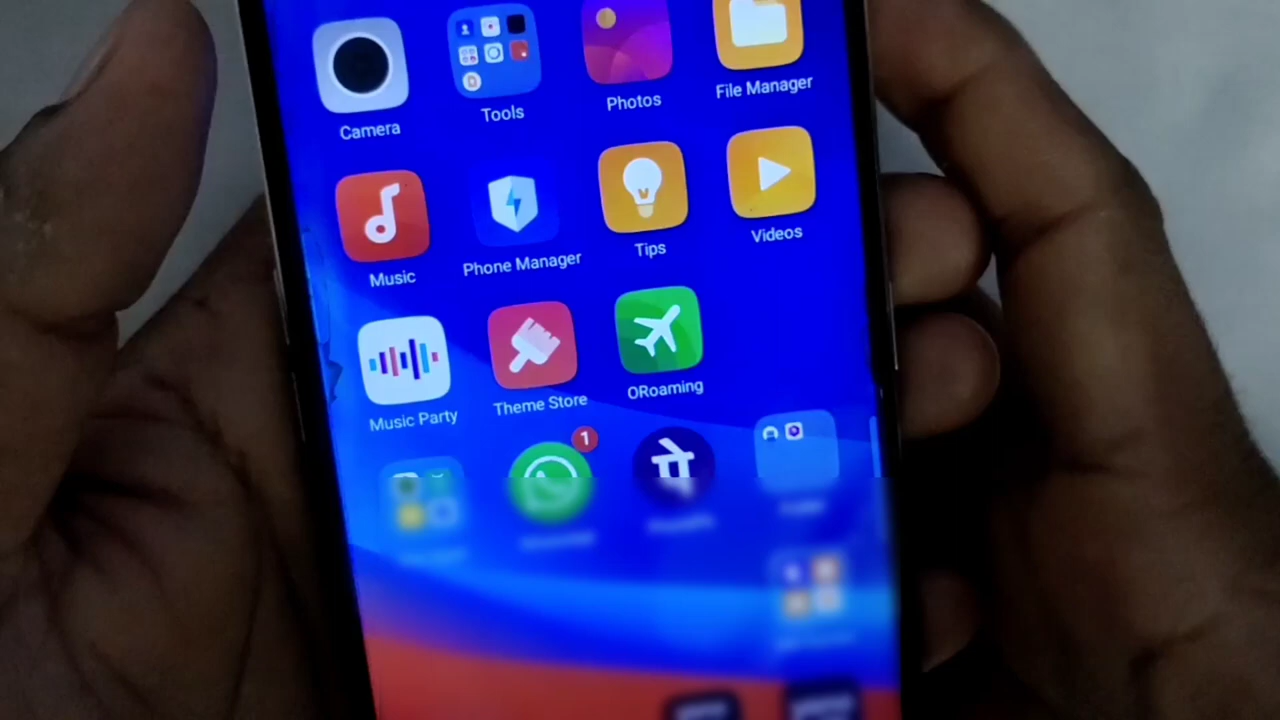 Camera
Tools
Photos
File Manager
Music
Phone Manager
Tips
Videos
Music Party
Theme Store
ORoaming
1